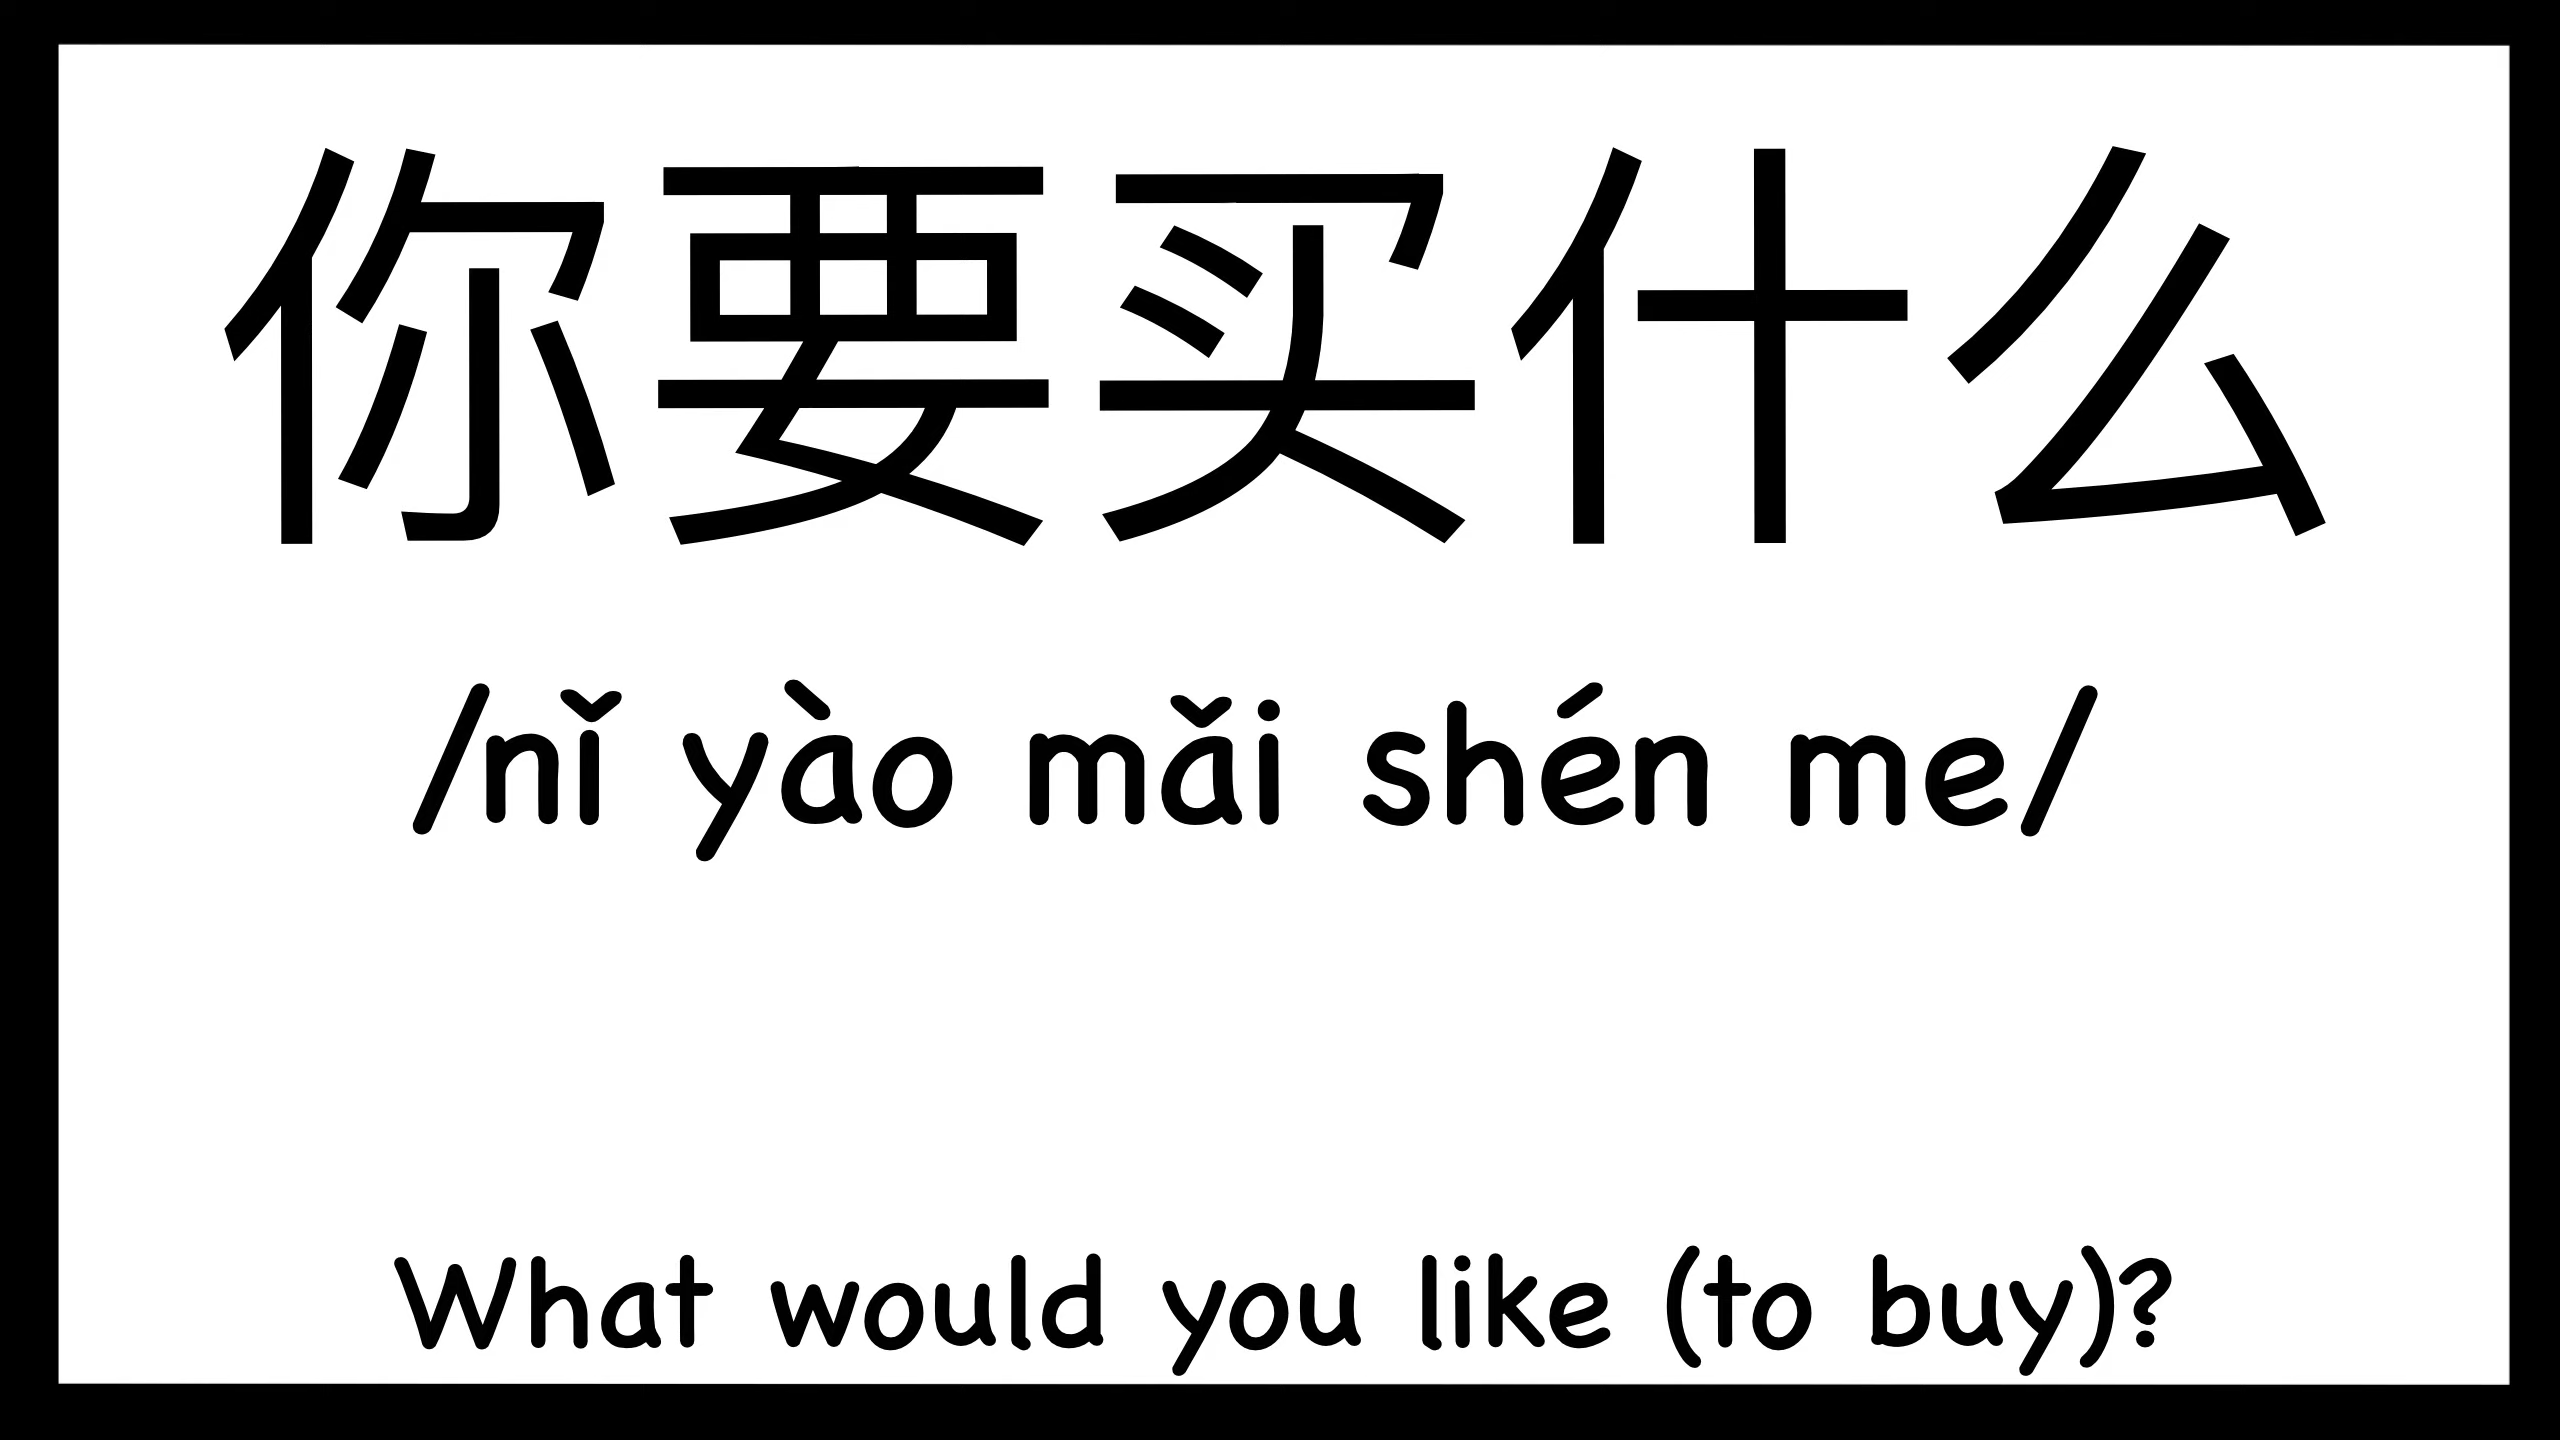 你要买什么
/nǐ yào mǎi shén me/
What would you like (to buy)?